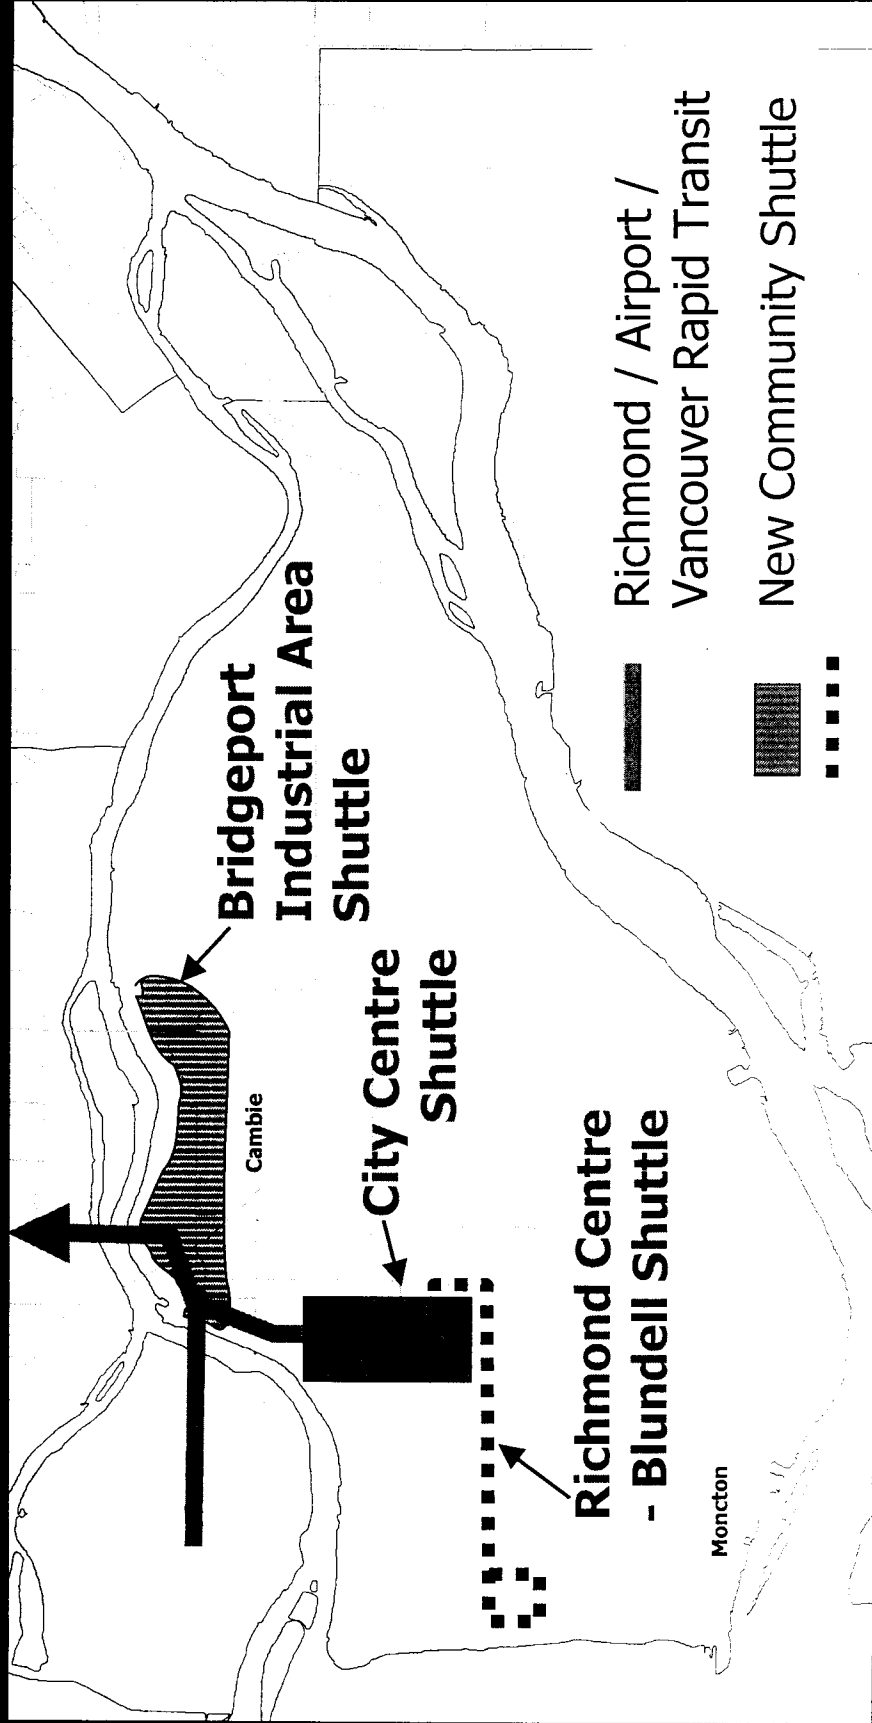 Bridgeport
Industrial Area
Shuttle
Cambie
City Centre
Shuttle
Richmond Centre
- Blundell Shuttle
Moncton
Richmond / Airport /
Vancouver Rapid Transit
New Community Shuttle